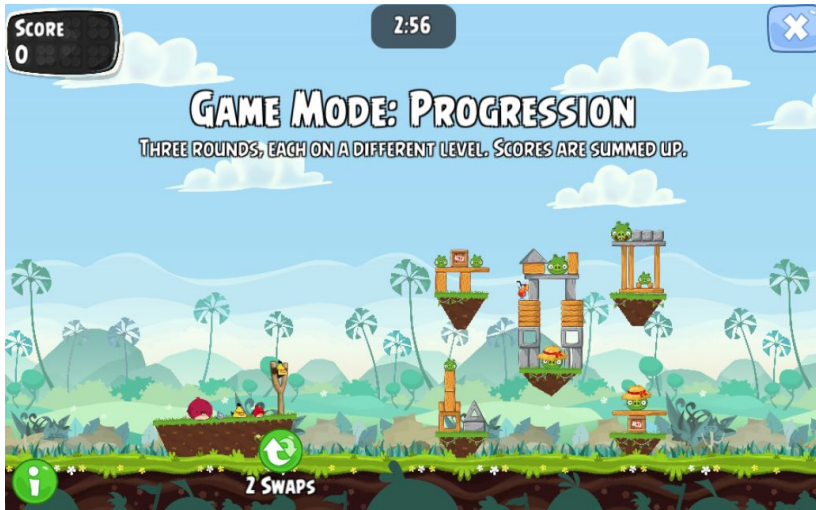 SCORE
0
2:56
GAME MODE: PROGRESSION
THREE ROUNDS, EACH ON A DIFFERENT LEVEL. SCORES ARE SUMMED UP.
2 SWAPS